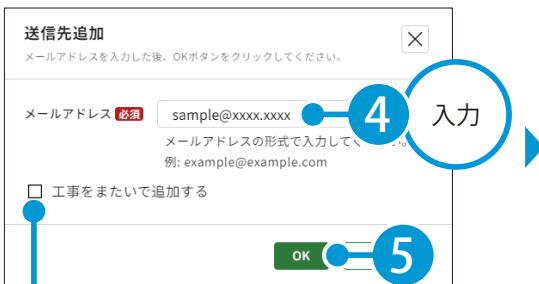 送信先追加
メールアドレスを入力した後、OKボタンをクリックしてください。
メールアドレス 必須 sample@xxxx.xxxx 4 入力
メールアドレスの形式で入力して
例: example@example.com
工事をまたいで追加する
OK 5